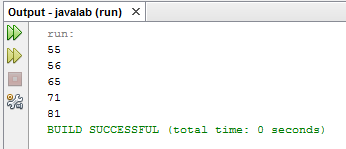 Output - javalab (run)
run:
55
56
65
71
81
BUILD SUCCESSFUL (total time: 0 seconds)